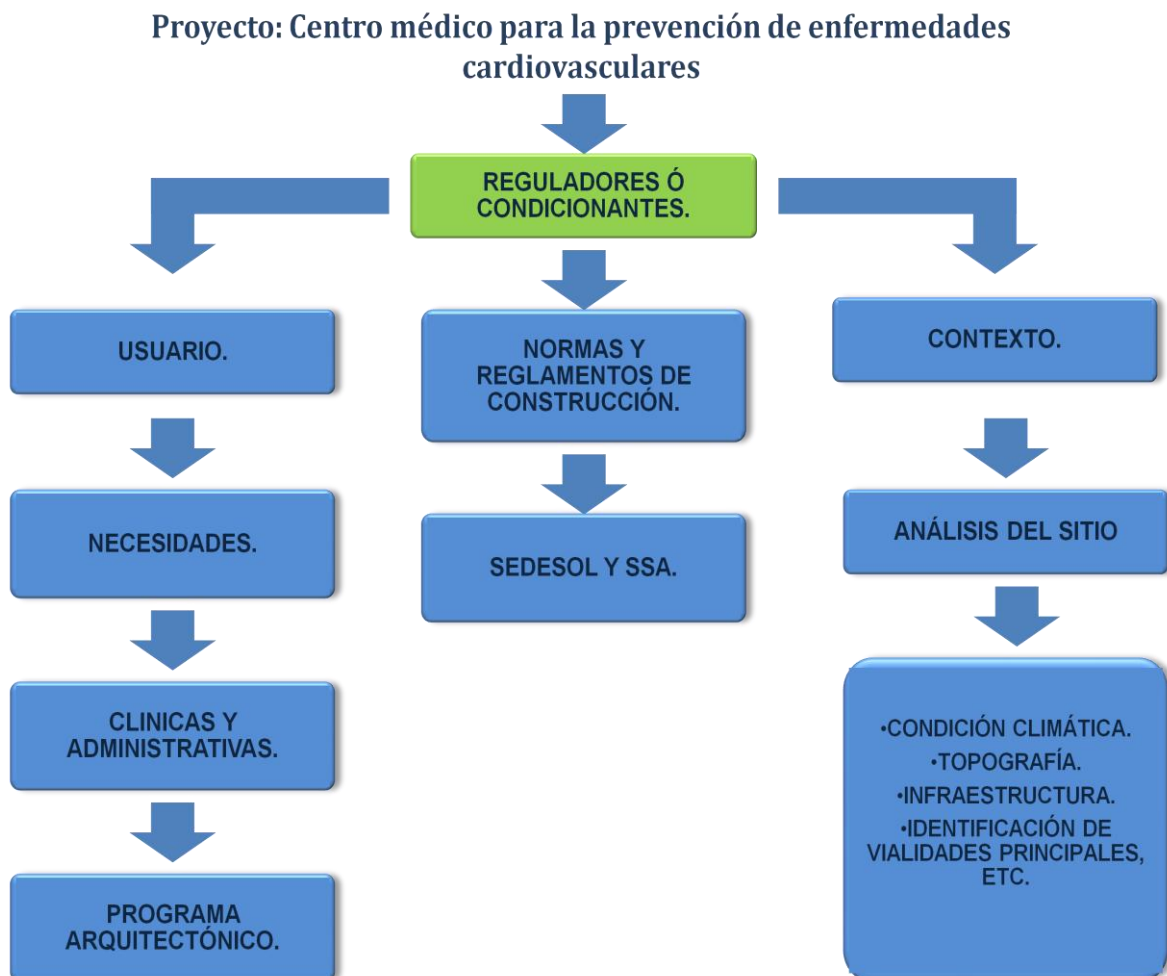 Proyecto: Centro médico para la prevención de enfermedades
cardiovasculares
REGULADORES Ó
CONDICIONANTES.
USUARIO.
NORMAS Y
REGLAMENTOS DE
CONSTRUCCIÓN.
CONTEXTO.
NECESIDADES.
SEDESOL Y SSA.
ANÁLISIS DEL SITIO
CLINICAS Y
ADMINISTRATIVAS.
•CONDICIÓN CLIMÁTICA.
•TOPOGRAFÍA.
•INFRAESTRUCTURA.
•IDENTIFICACIÓN DE
VIALIDADES PRINCIPALES,
ETC.
PROGRAMA
ARQUITECTÓNICO.